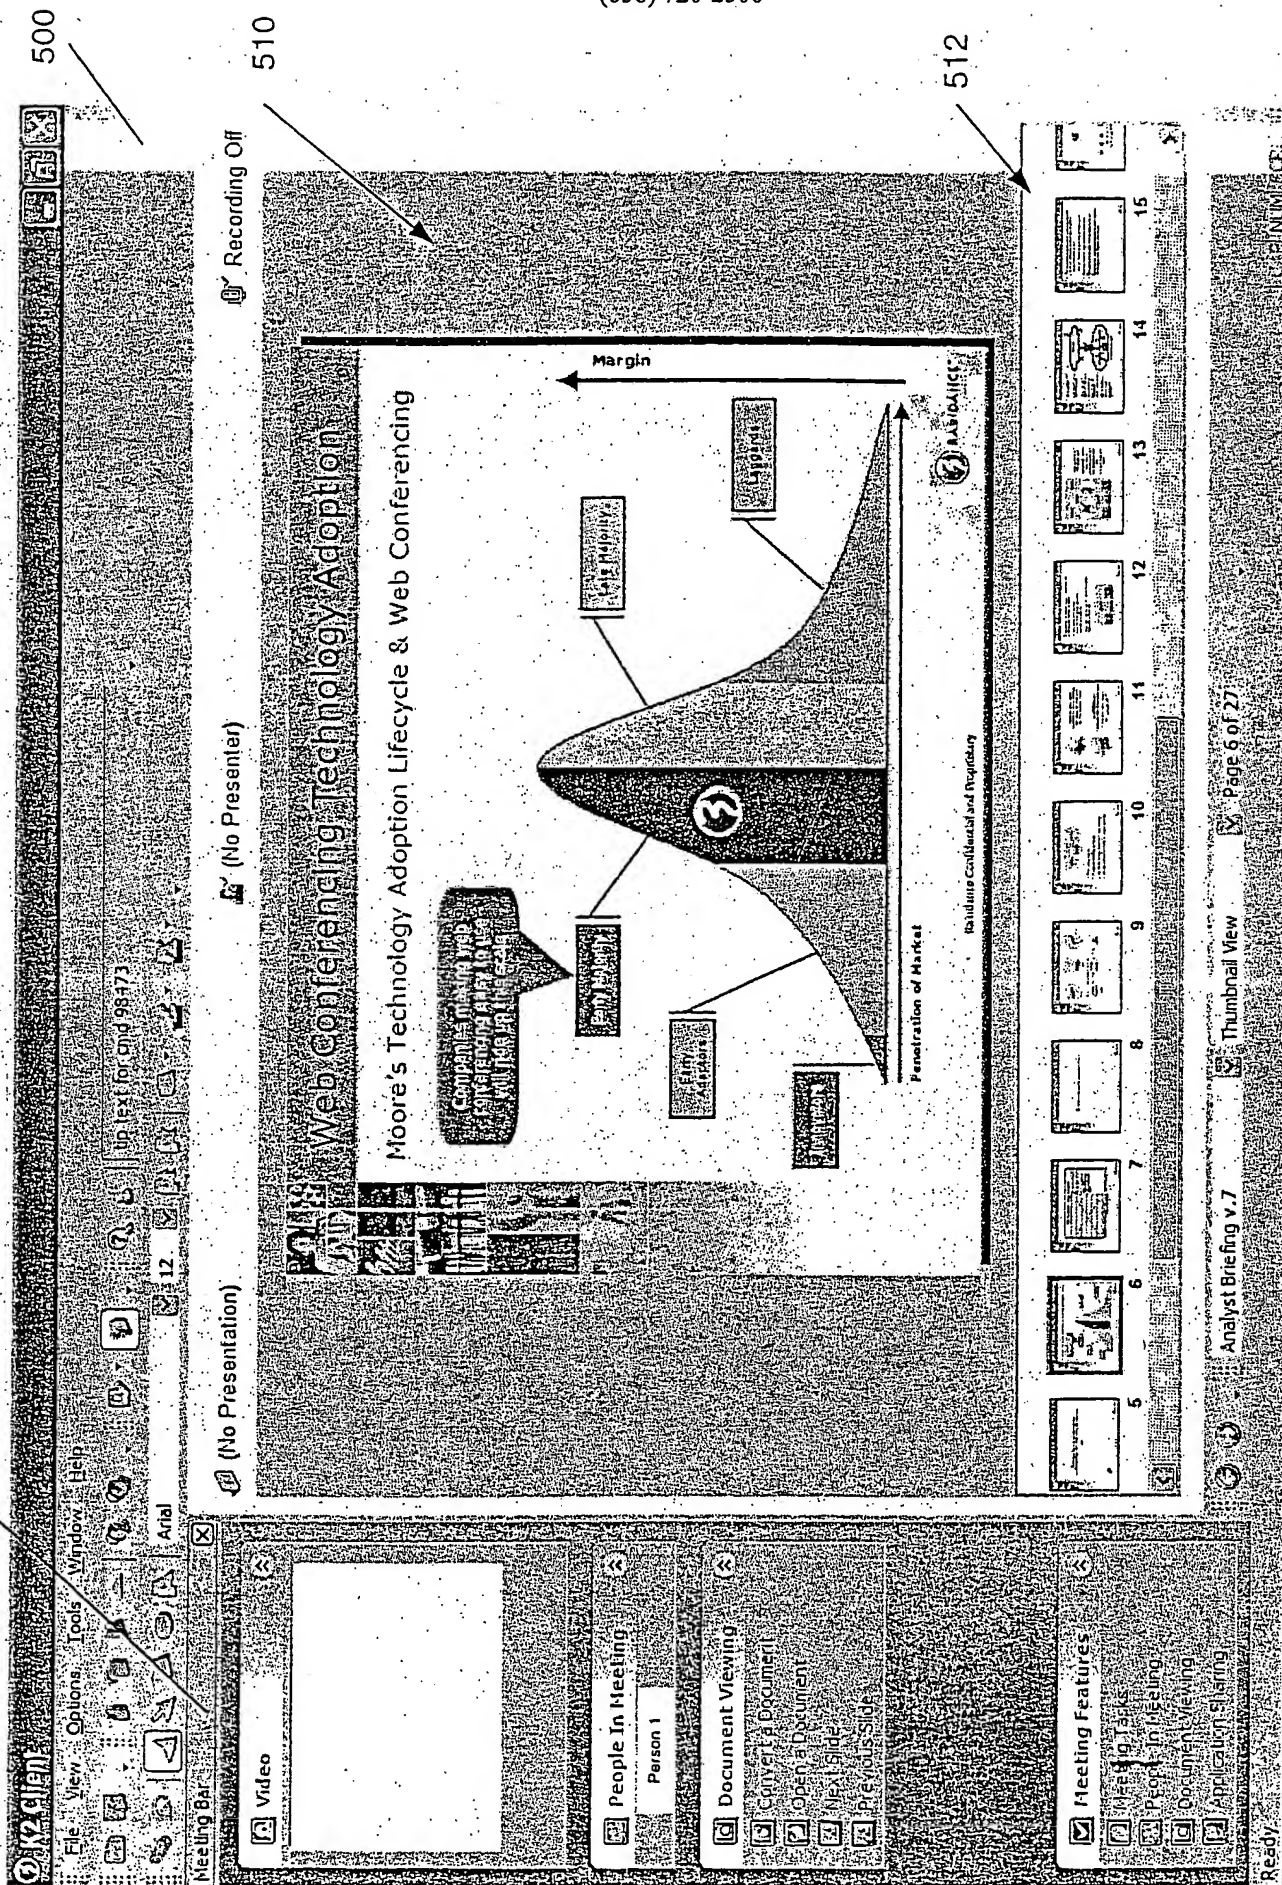 500
510
512
K2 Client
File View Options Tools Window Help
tip text for cmd 98473
Arial 12
Meeting Bar
(No Presentation) (No Presenter) Recording Off
Video
People In Meeting
Person 1
Document Viewing
Convert a Document
Open a Document
Next Slide
Previous Slide
Meeting Features
Meeting Tasks
People In Feeling
Document Viewing
Application Sharing
Web Conferencing Technology Adoption
Moore's Technology Adoption Lifecycle & Web Conferencing
Early Majority
Early
Adaptors
Late Majority
Laggards
Margin
Penetration of Market
Raindance Confidential and Proprietary
RAINDANCE
5 6 7 8 9 10 11 12 13 14 15
Analyst Briefing v.7 Thumbnail View Page 6 of 27
Ready